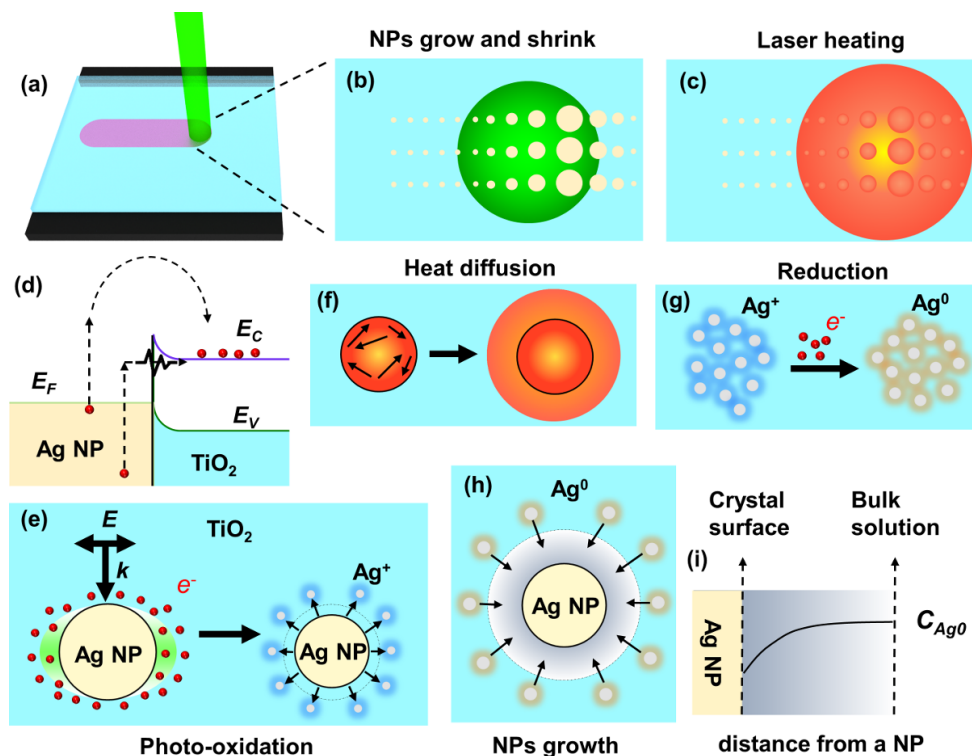 NPs grow and shrink
Laser heating
(a)
(b)
(c)
Heat diffusion
Reduction
(d)
E_C
E_F
E_V
Ag NP
TiO₂
(f)
(g)
Ag⁺
e⁻
Ag⁰
(e)
E
k
TiO₂
e⁻
Ag⁺
Ag NP
Ag NP
Photo-oxidation
(h)
Ag⁰
Ag NP
NPs growth
Crystal
surface
Bulk
solution
(i)
Ag NP
C_Ag0
distance from a NP